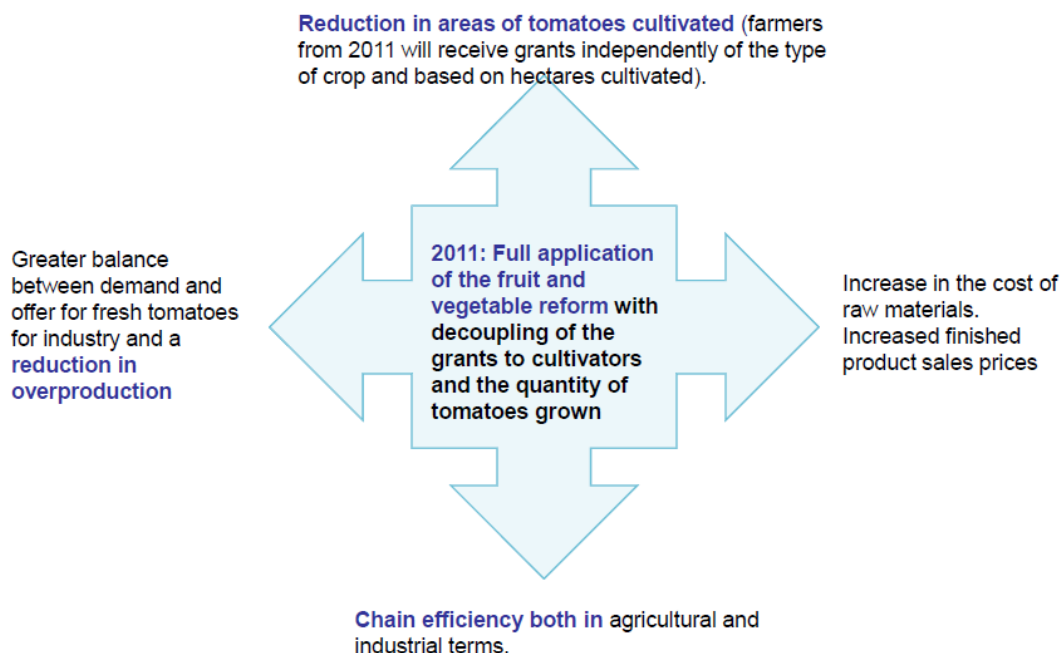 Reduction in areas of tomatoes cultivated (farmers
from 2011 will receive grants independently of the type
of crop and based on hectares cultivated).
Greater balance
between demand and
offer for fresh tomatoes
for industry and a
reduction in
overproduction
2011: Full application
of the fruit and
vegetable reform with
decoupling of the
grants to cultivators
and the quantity of
tomatoes grown
Increase in the cost of
raw materials.
Increased finished
product sales prices
Chain efficiency both in agricultural and
industrial terms.